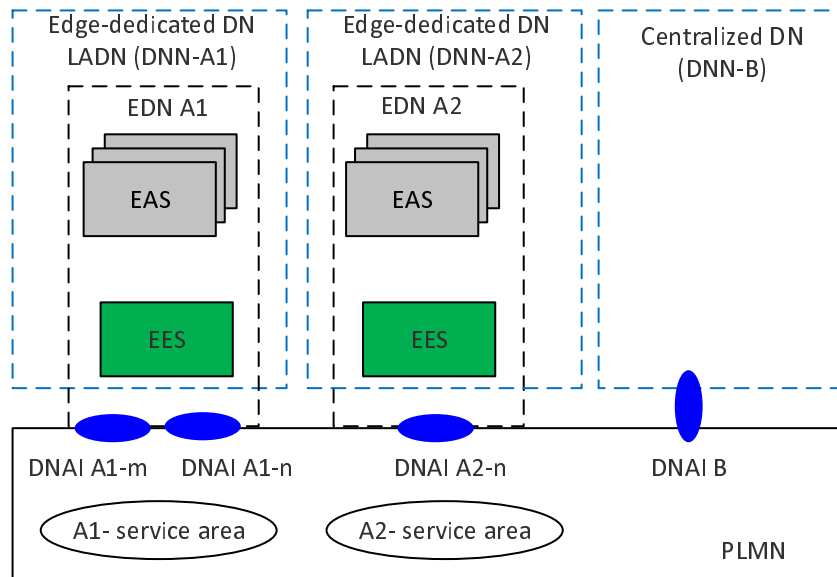 Edge-dedicated DN
LADN (DNN-A1)
Edge-dedicated DN
LADN (DNN-A2)
Centralized DN
(DNN-B)
EDN A1
EDN A2
EAS
EAS
EES
EES
DNAI A1-m
DNAI A1-n
DNAI A2-n
DNAI B
A1- service area
A2- service area
PLMN